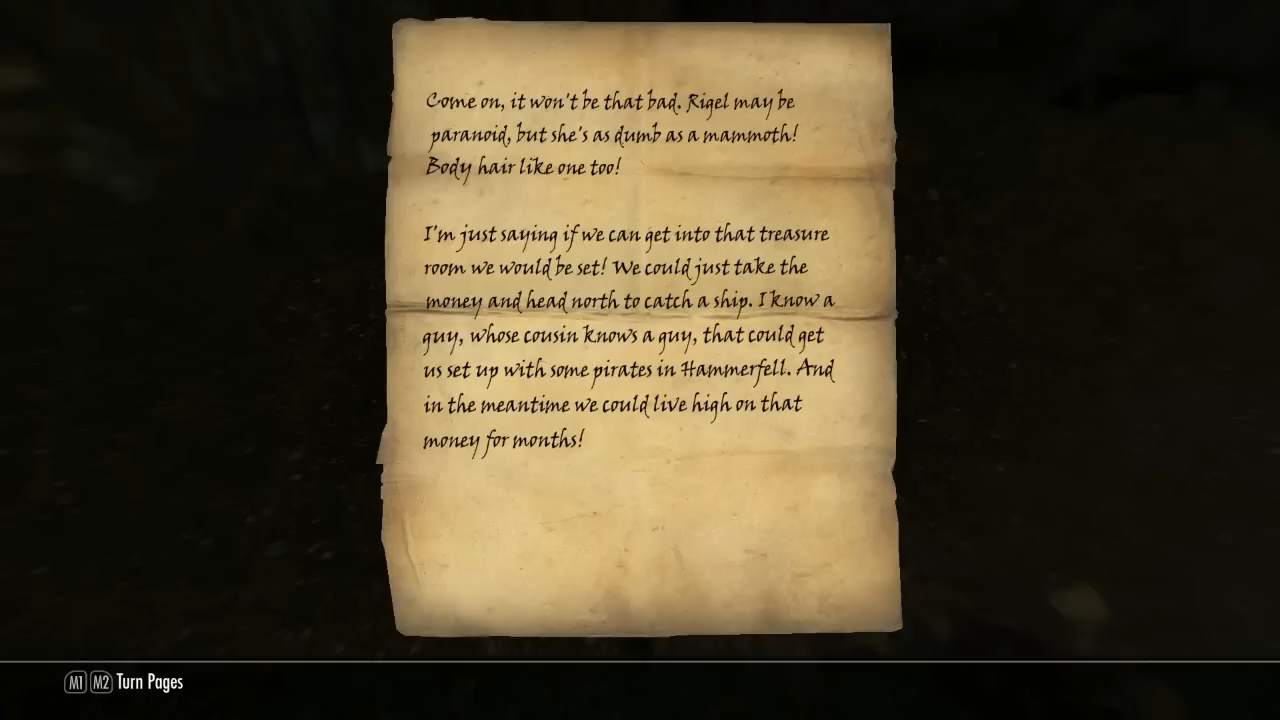 Come on, it won't be that bad. Rigel may be
paranoid, but she's as dumb as a mammoth!
Body hair like one too!
I'm just saying if we can get into that treasure
room we would be set! We could just take the
money and head north to catch a ship. I know a
guy, whose cousin knows a guy, that could get
us set up with some pirates in Hammerfell. And
in the meantime we could live high on that
money for months!
M1 M2 Turn Pages